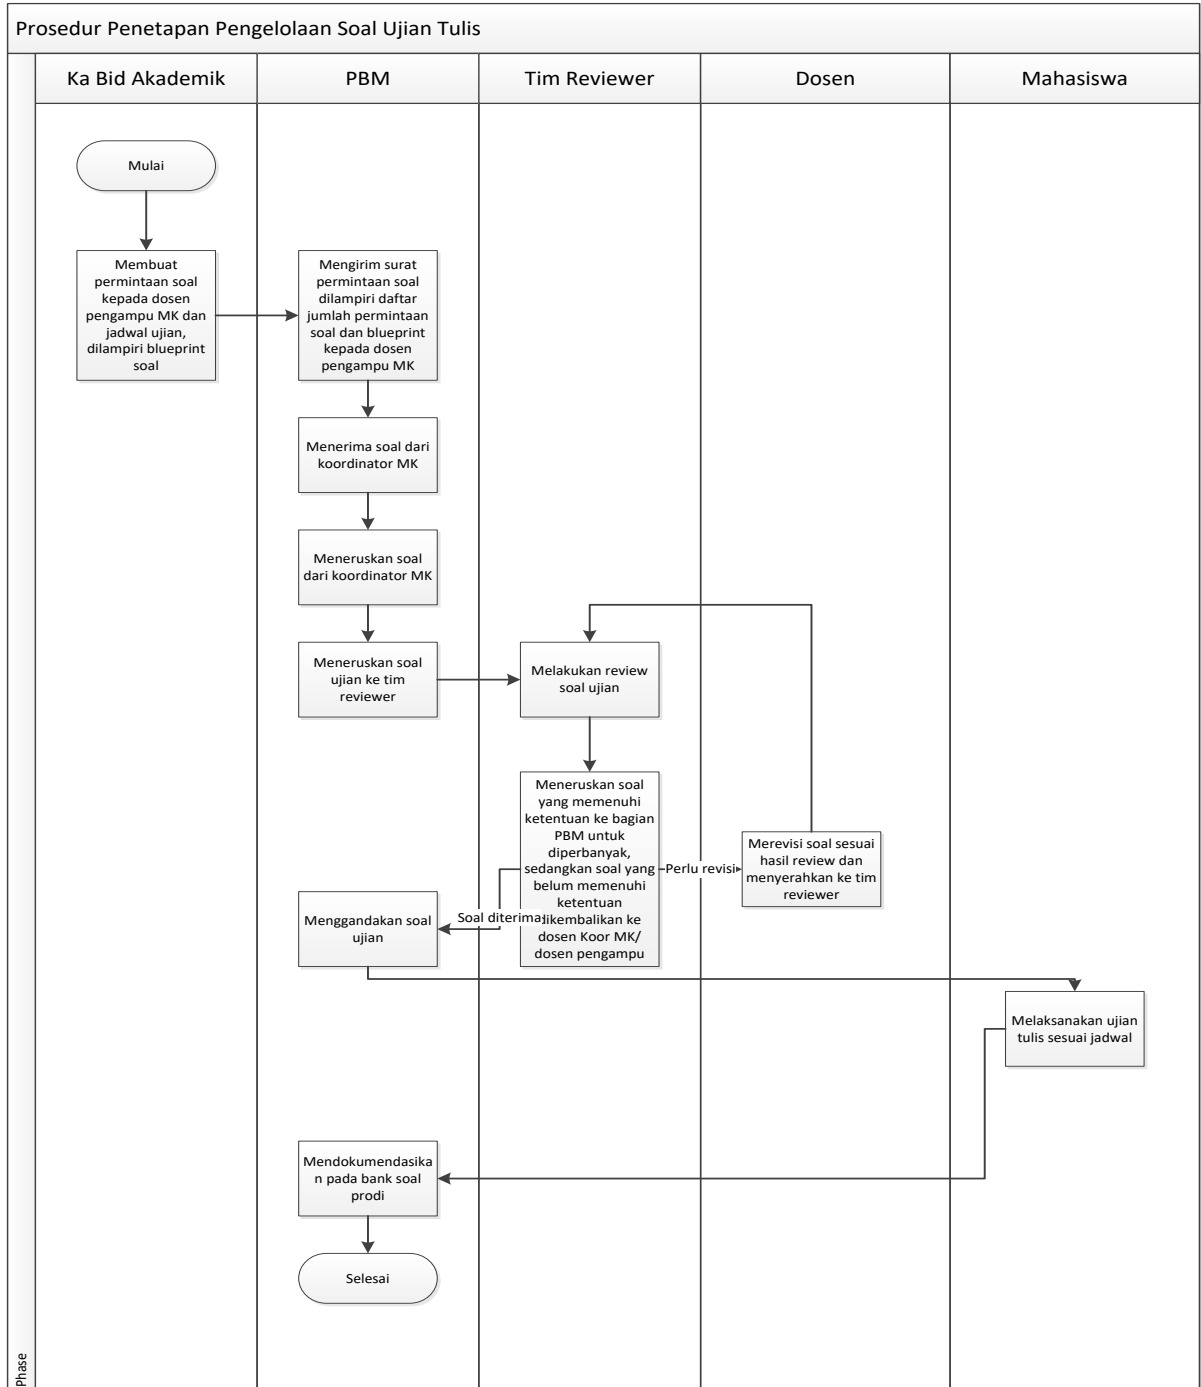 Prosedur Penetapan Pengelolaan Soal Ujian Tulis
Ka Bid Akademik
PBM
Tim Reviewer
Dosen
Mahasiswa
Mulai
Membuat
permintaan soal
kepada dosen
pengampu MK dan
jadwal ujian,
dilampiri blueprint
soal
Mengirim surat
permintaan soal
dilampiri daftar
jumlah permintaan
soal dan blueprint
kepada dosen
pengampu MK
Menerima soal dari
koordinator MK
Meneruskan soal
dari koordinator MK
Meneruskan soal
ujian ke tim
reviewer
Melakukan review
soal ujian
Meneruskan soal
yang memenuhi
ketentuan ke bagian
PBM untuk
diperbanyak,
sedangkan soal yang
belum memenuhi
ketentuan
dikembalikan ke
dosen Koor MK/
dosen pengampu
Perlu revisi
Merevisi soal sesuai
hasil review dan
menyerahkan ke tim
reviewer
Soal diterima
Menggandakan soal
ujian
Melaksanakan ujian
tulis sesuai jadwal
Mendokumendasika
n pada bank soal
prodi
Selesai
Phase